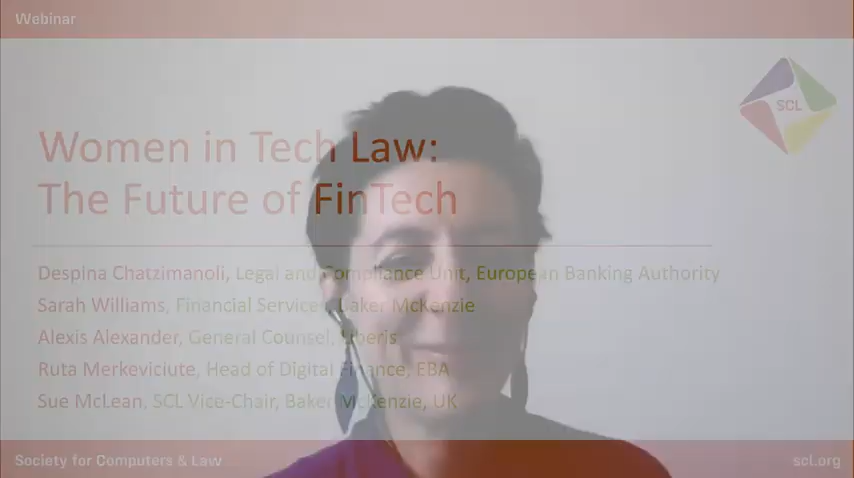 Webinar
SCL
Women in Tech Law:
The Future of FinTech
Despina Chatzimanoli, Legal and Compliance Unit, European Banking Authority
Sarah Williams, Financial Services, Baker McKenzie
Alexis Alexander, General Counsel, Liberis
Ruta Merkeviciute, Head of Digital Finance, EBA
Sue McLean, SCL Vice-Chair, Baker McKenzie, UK
Society for Computers & Law
scl.org